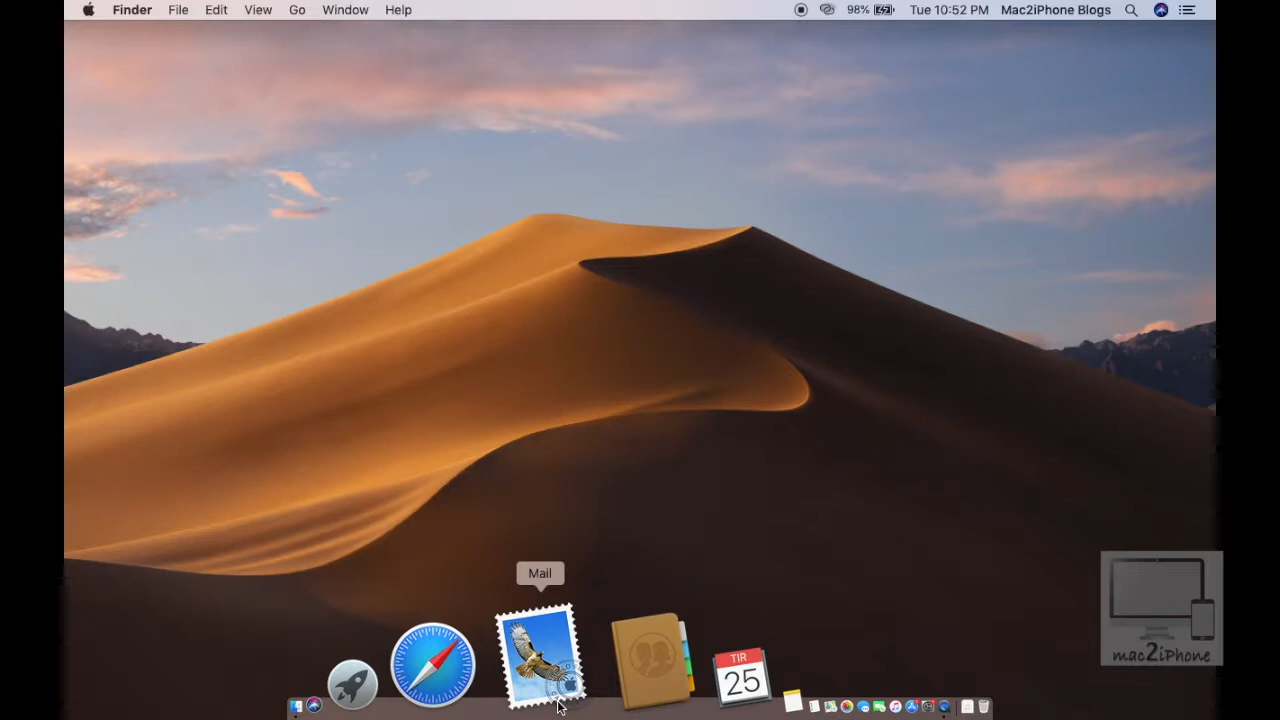 Finder File Edit View Go Window Help 98% Tue 10:52 PM Mac2iPhone Blogs
Mail
TIR
25
mac2iPhone